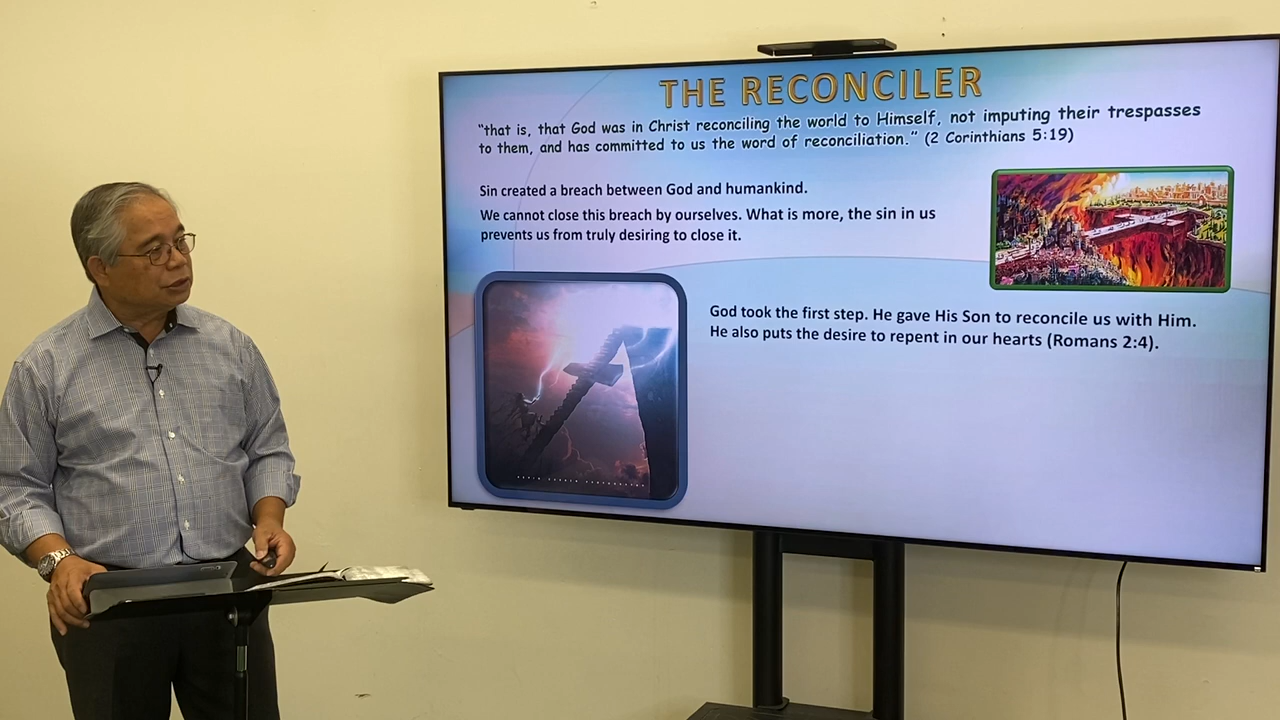 THE RECONCILER
“that is, that God was in Christ reconciling the world to Himself, not imputing their trespasses
to them, and has committed to us the word of reconciliation.” (2 Corinthians 5:19)
Sin created a breach between God and humankind.
We cannot close this breach by ourselves. What is more, the sin in us
prevents us from truly desiring to close it.
God took the first step. He gave His Son to reconcile us with Him.
He also puts the desire to repent in our hearts (Romans 2:4).